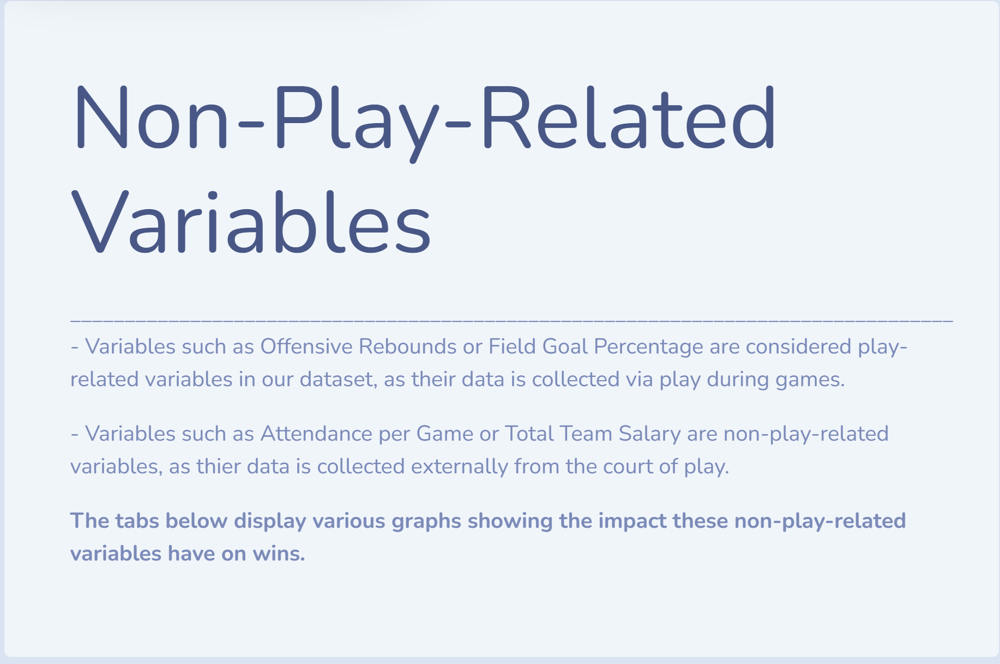 Non-Play-Related
Variables
_________________________________________________________________________________
- Variables such as Offensive Rebounds or Field Goal Percentage are considered play-
related variables in our dataset, as their data is collected via play during games.
- Variables such as Attendance per Game or Total Team Salary are non-play-related
variables, as thier data is collected externally from the court of play.
The tabs below display various graphs showing the impact these non-play-related
variables have on wins.